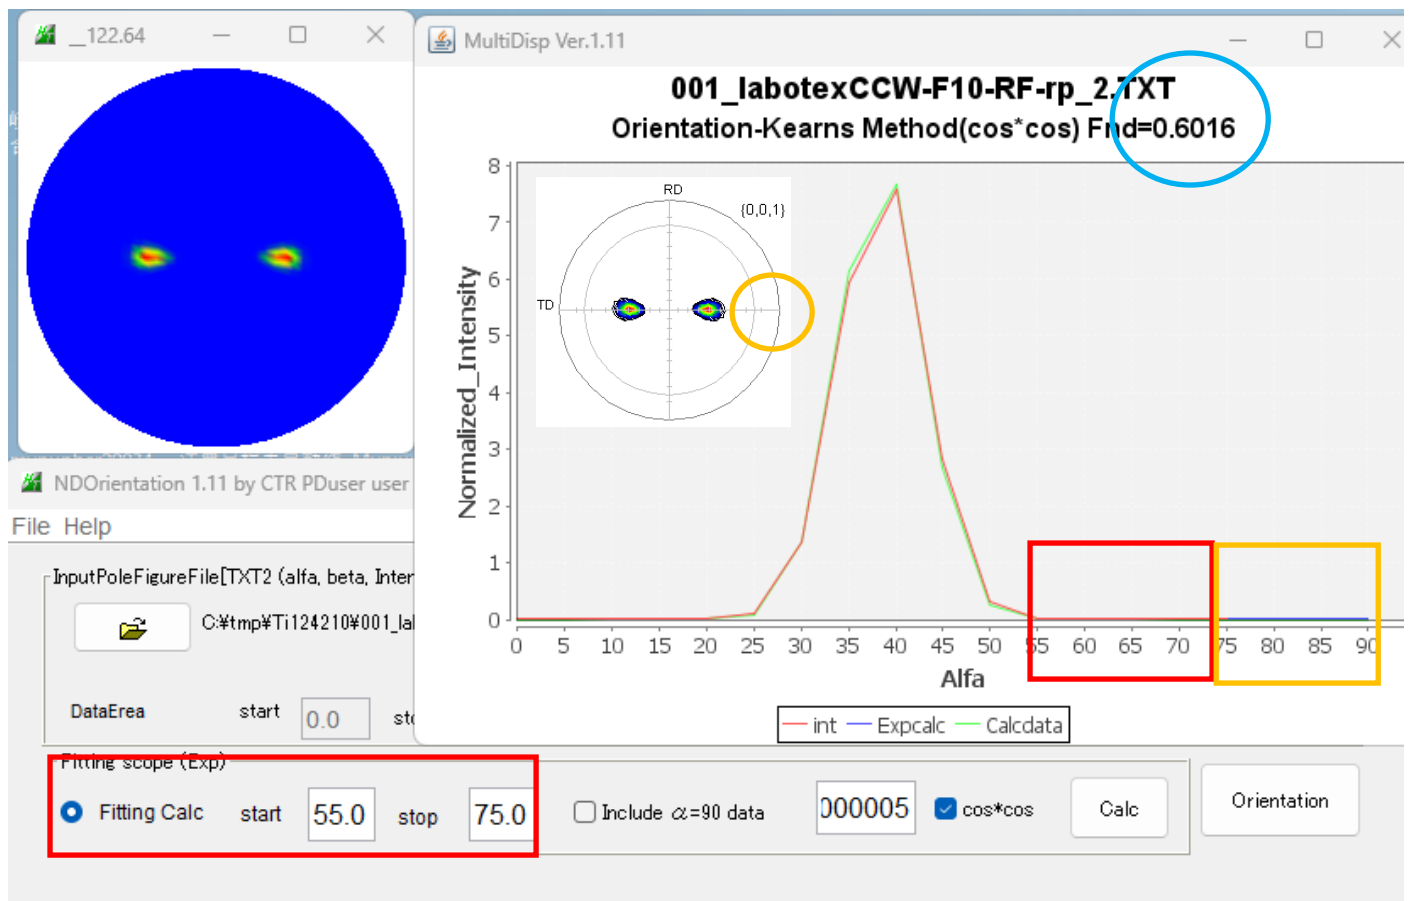 __122.64
MultiDisp Ver.1.11
001_labotexCCW-F10-RF-rp_2.TXT
Orientation-Kearns Method(cos*cos) Fnd=0.6016
8
7
6
5
4
3
2
1
0
Normalized_Intensity
RD
{0,0,1}
TD
0 5 10 15 20 25 30 35 40 45 50 55 60 65 70 75 80 85 90
Alfa
int Expcalc Calcdata
NDOrientation 1.11 by CTR PDuser user
File Help
InputPoleFigureFile[TXT2 (alfa, beta, Inter
C:¥tmp¥Ti124210¥001_la
DataErea start 0.0
Fitting scope (Exp)
Fitting Calc start 55.0 stop 75.0
Include α=90 data
000005
cos*cos
Calc
Orientation